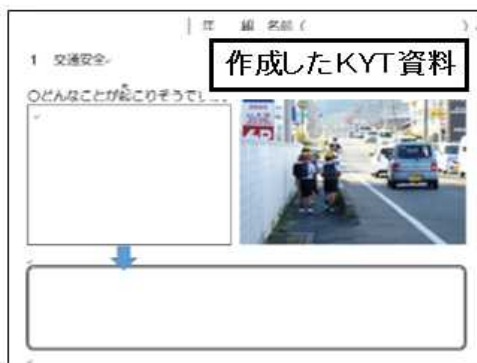 年 組 名前（ ）
1 交通安全
作成したKYT資料
○どんなことが起こりそうで